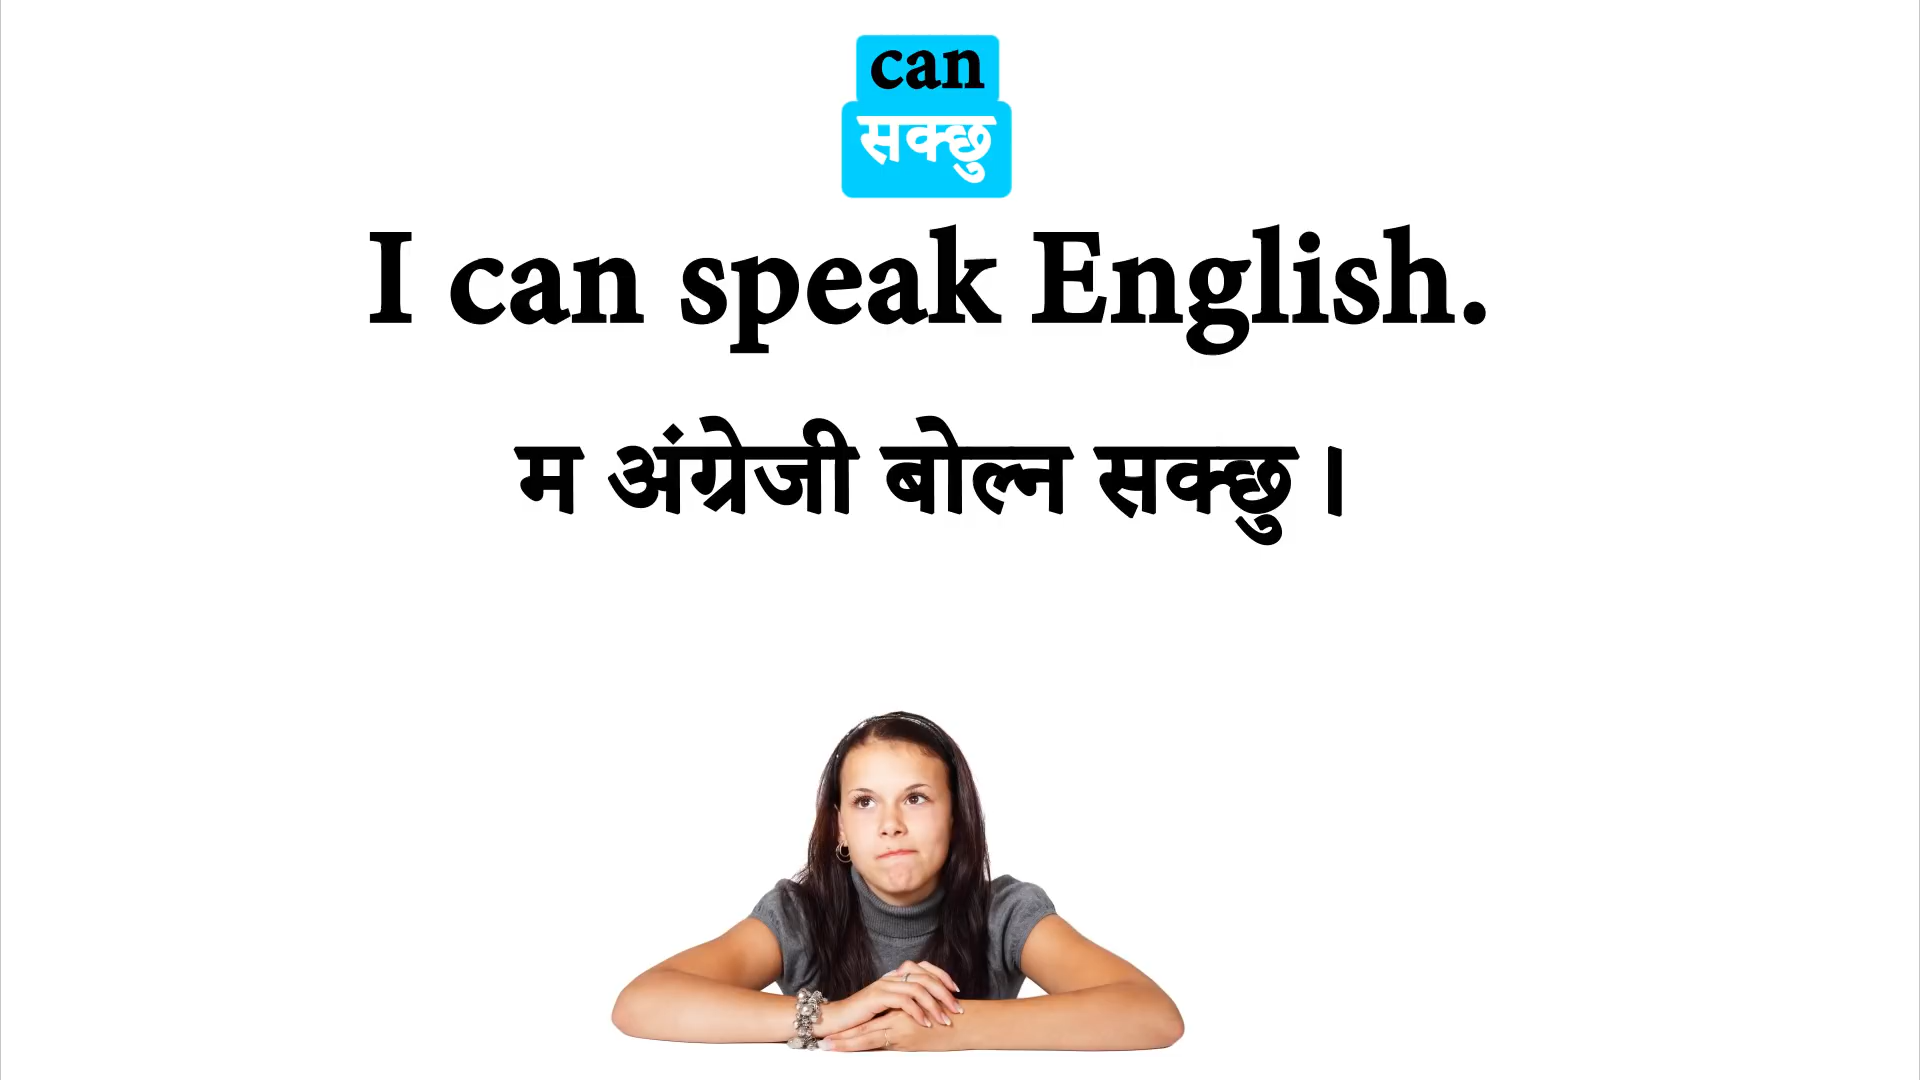 can
सक्छु
I can speak English.
म अंग्रेजी बोल्न सक्छु ।